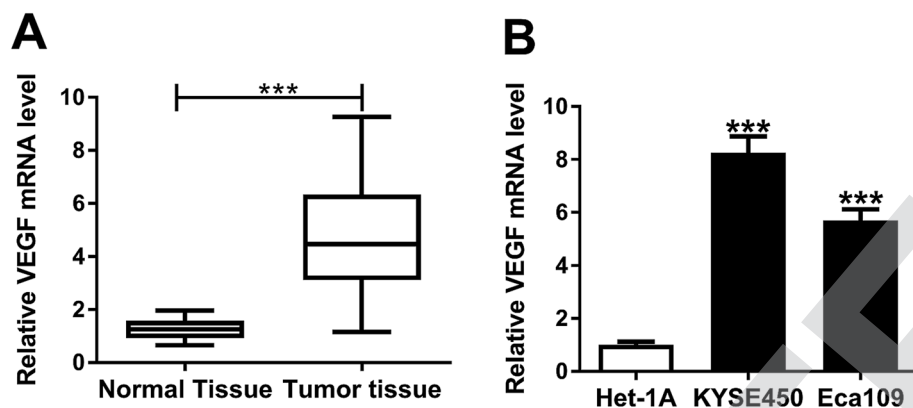 A
Relative VEGF mRNA level
10
8
6
4
2
0
***
Normal Tissue
Tumor tissue
B
Relative VEGF mRNA level
10
8
6
4
2
0
***
***
Het-1A
KYSE450
Eca109